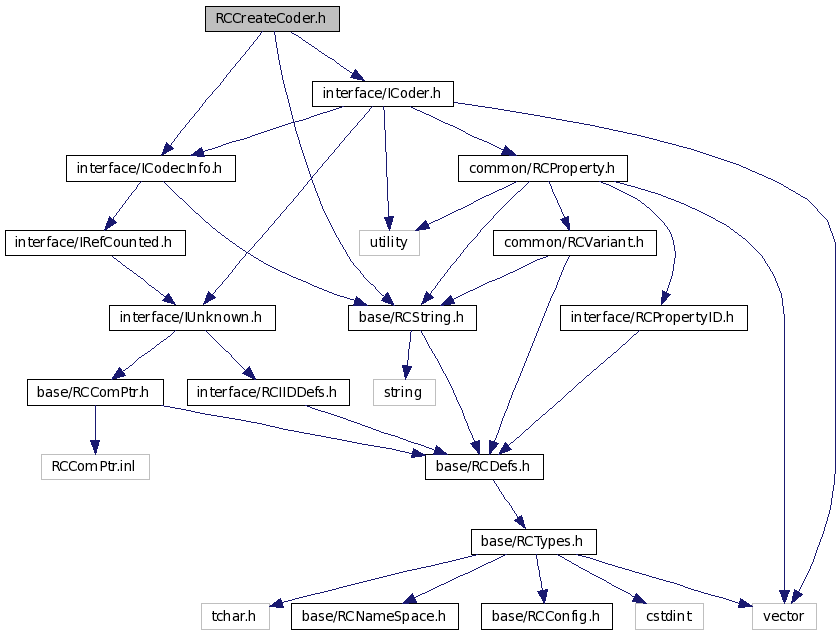 RCCreateCoder.h
interface/ICoder.h
interface/ICodecInfo.h
common/RCProperty.h
interface/IRefCounted.h
utility
common/RCVariant.h
interface/IUnknown.h
base/RCString.h
interface/RCPropertyID.h
base/RCComPtr.h
interface/RCIIDDefs.h
string
RCComPtr.inl
base/RCDefs.h
base/RCTypes.h
tchar.h
base/RCNameSpace.h
base/RCConfig.h
cstdint
vector